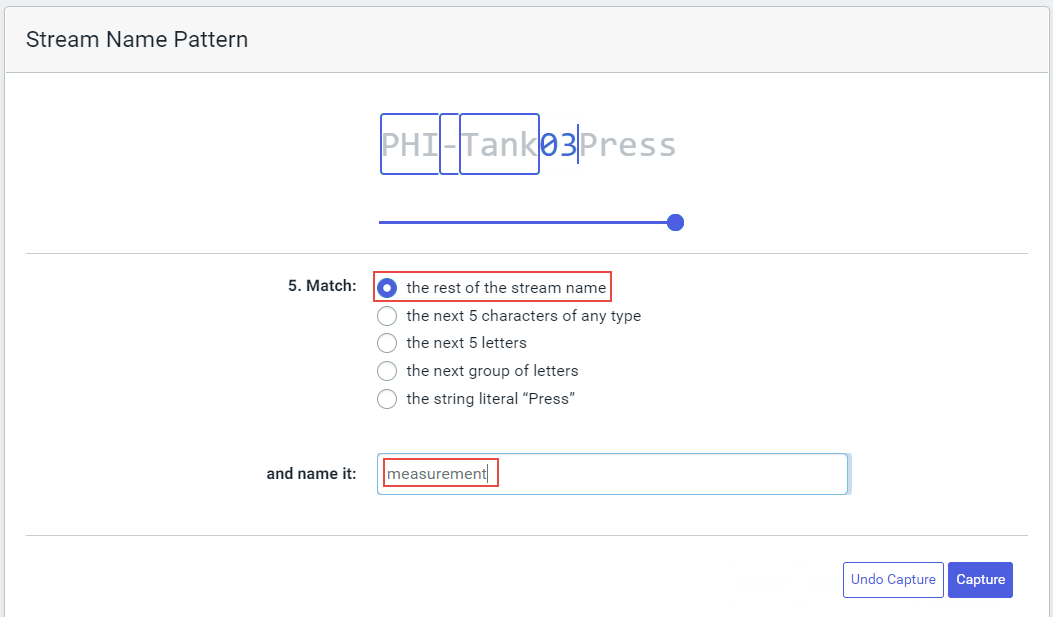 Stream Name Pattern
PHI-Tank03Press
5. Match:
the rest of the stream name
the next 5 characters of any type
the next 5 letters
the next group of letters
the string literal “Press”
and name it:
measurement
Undo Capture
Capture